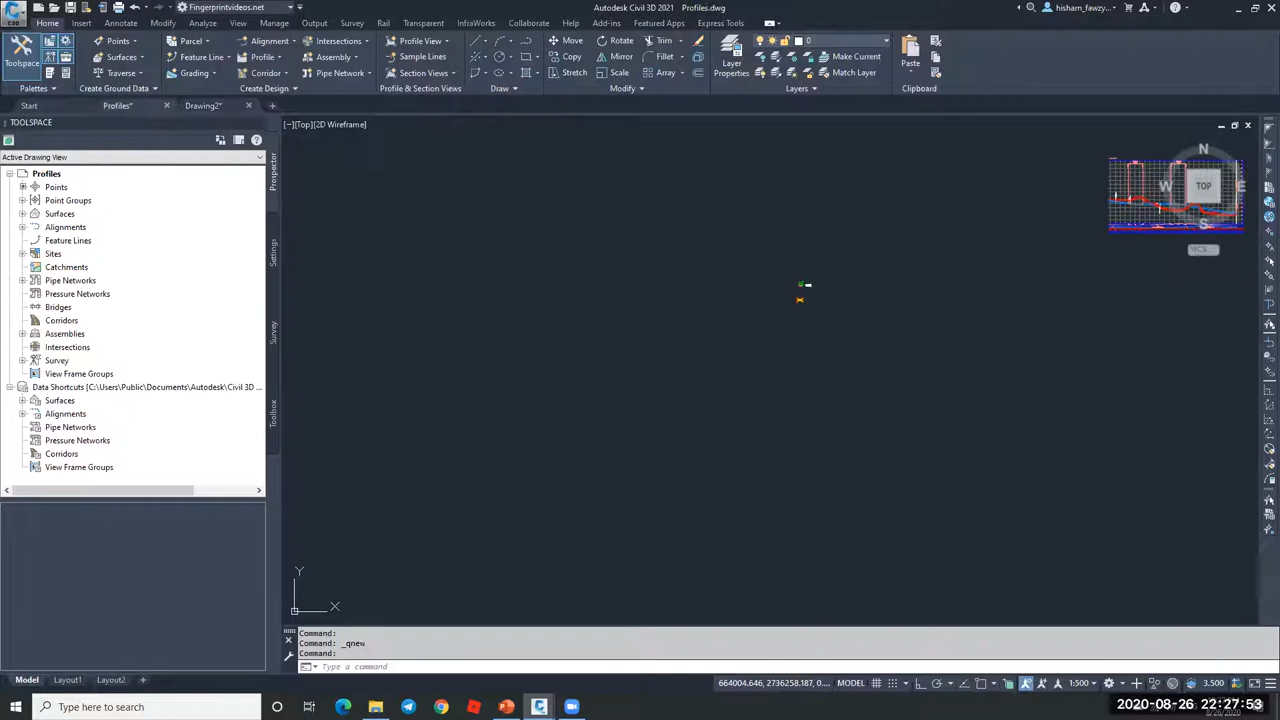 C3D
Fingerprintvideos.net
Share
Autodesk Civil 3D 2021 Profiles.dwg
hisham_fawzy...
Home Insert Annotate Modify Analyze View Manage Output Survey Rail Transparent InfraWorks Collaborate Help Add-ins Featured Apps Express Tools
Toolspace
Palettes
Points
Surfaces
Traverse
Create Ground Data
Parcel
Feature Line
Grading
Alignment
Profile
Corridor
Intersections
Assembly
Pipe Network
Create Design
Profile View
Sample Lines
Section Views
Profile & Section Views
Draw
Move
Copy
Stretch
Rotate
Mirror
Scale
Trim
Fillet
Array
Modify
Layer Properties
0
Make Current
Match Layer
Layers
Paste
Clipboard
Start Profiles* Drawing2*
TOOLSPACE
Active Drawing View
Profiles
Points
Point Groups
Surfaces
Alignments
Feature Lines
Sites
Catchments
Pipe Networks
Pressure Networks
Bridges
Corridors
Assemblies
Intersections
Survey
View Frame Groups
Data Shortcuts [C:\Users\Public\Documents\Autodesk\Civil 3D ...
Surfaces
Alignments
Pipe Networks
Pressure Networks
Corridors
View Frame Groups
Prospector
Settings
Survey
Toolbox
[−][Top][2D Wireframe]
N
W TOP E
S
WCS
Y
X
Command:
Command: _qnew
Command:
Type a command
Model Layout1 Layout2
664004.646, 2736258.187, 0.... MODEL 1:500 3.500
Type here to search
2020-08-26 22:27:53